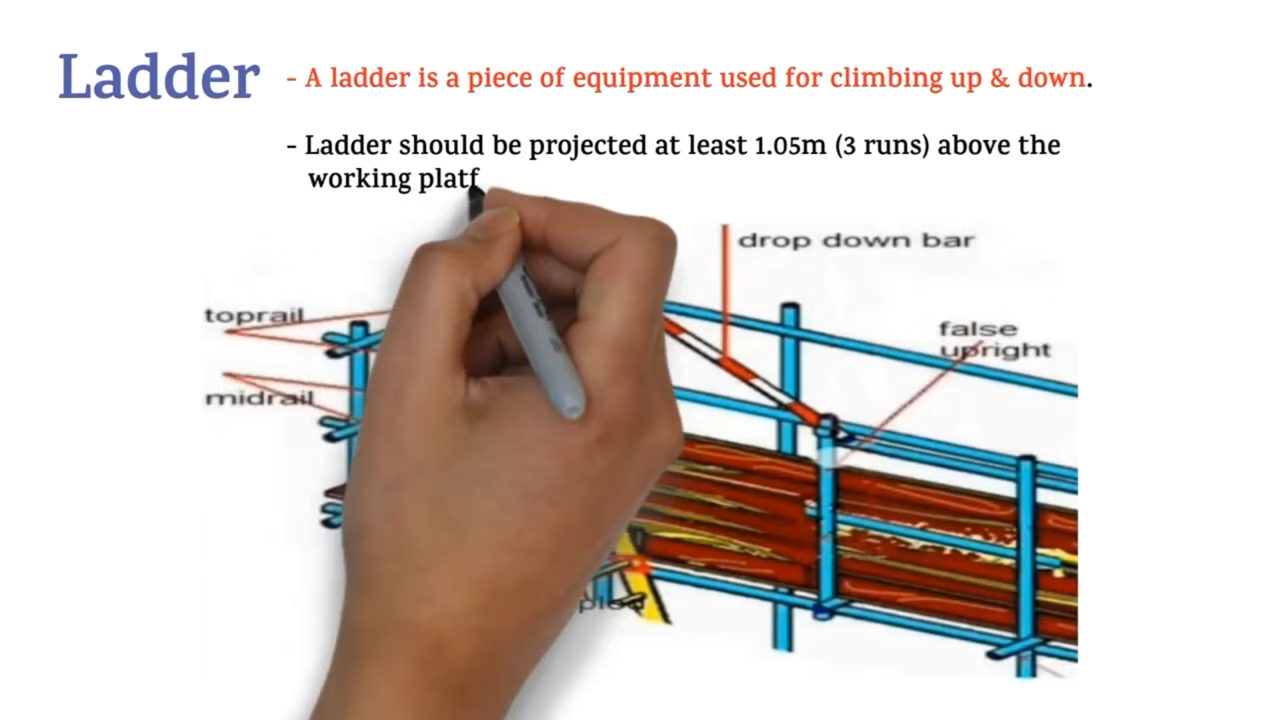 Ladder
- A ladder is a piece of equipment used for climbing up & down.
- Ladder should be projected at least 1.05m (3 runs) above the
working platf
drop down bar
toprail
false
upright
midrail